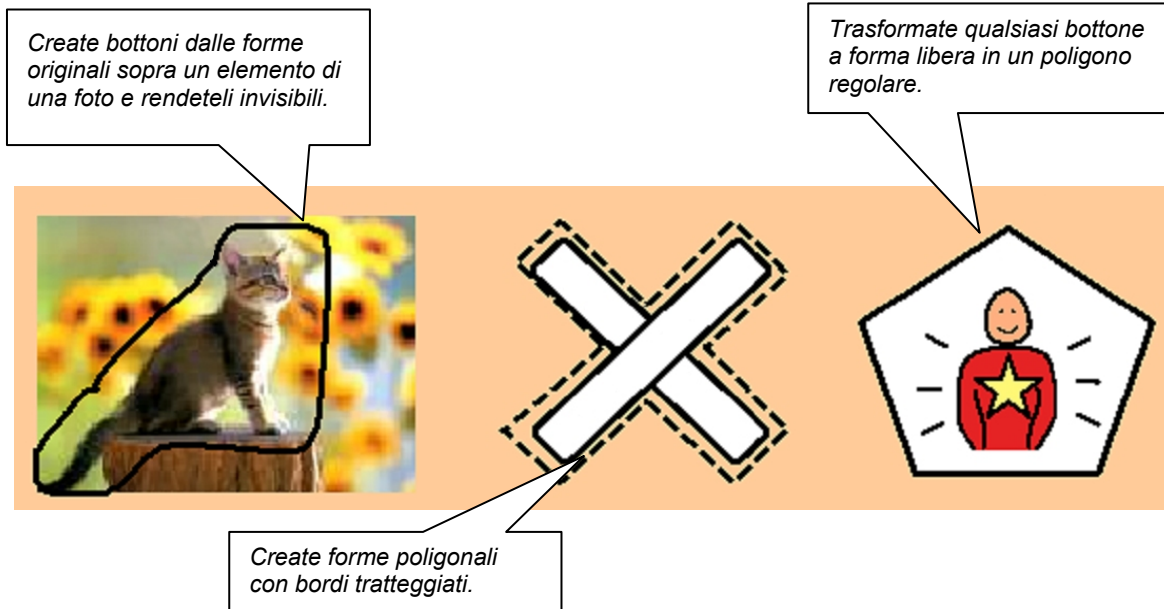 Create bottoni dalle forme
originali sopra un elemento di
una foto e rendeteli invisibili.
Trasformate qualsiasi bottone
a forma libera in un poligono
regolare.
Create forme poligonali
con bordi tratteggiati.